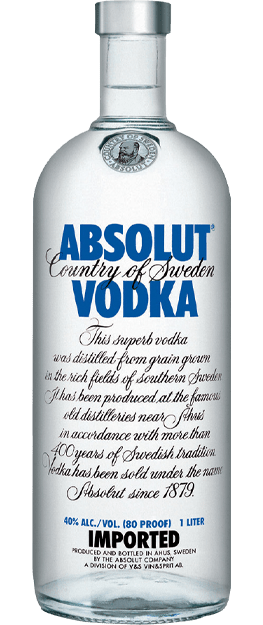 COUNTRY OF SWEDEN
ABSOLUT®
Country of Sweden
VODKA
This superb vodka
was distilled from grain grown
in the rich fields of southern Sweden
It has been produced at the famous
old distilleries near Åhus
in accordance with more than
400 years of Swedish tradition.
Vodka has been sold under the name
Absolut since 1879.
40% ALC./VOL. (80 PROOF) 1 LITER
IMPORTED
PRODUCED AND BOTTLED IN AHUS, SWEDEN
BY THE ABSOLUT COMPANY
A DIVISION OF V&S VIN&SPRIT AB.